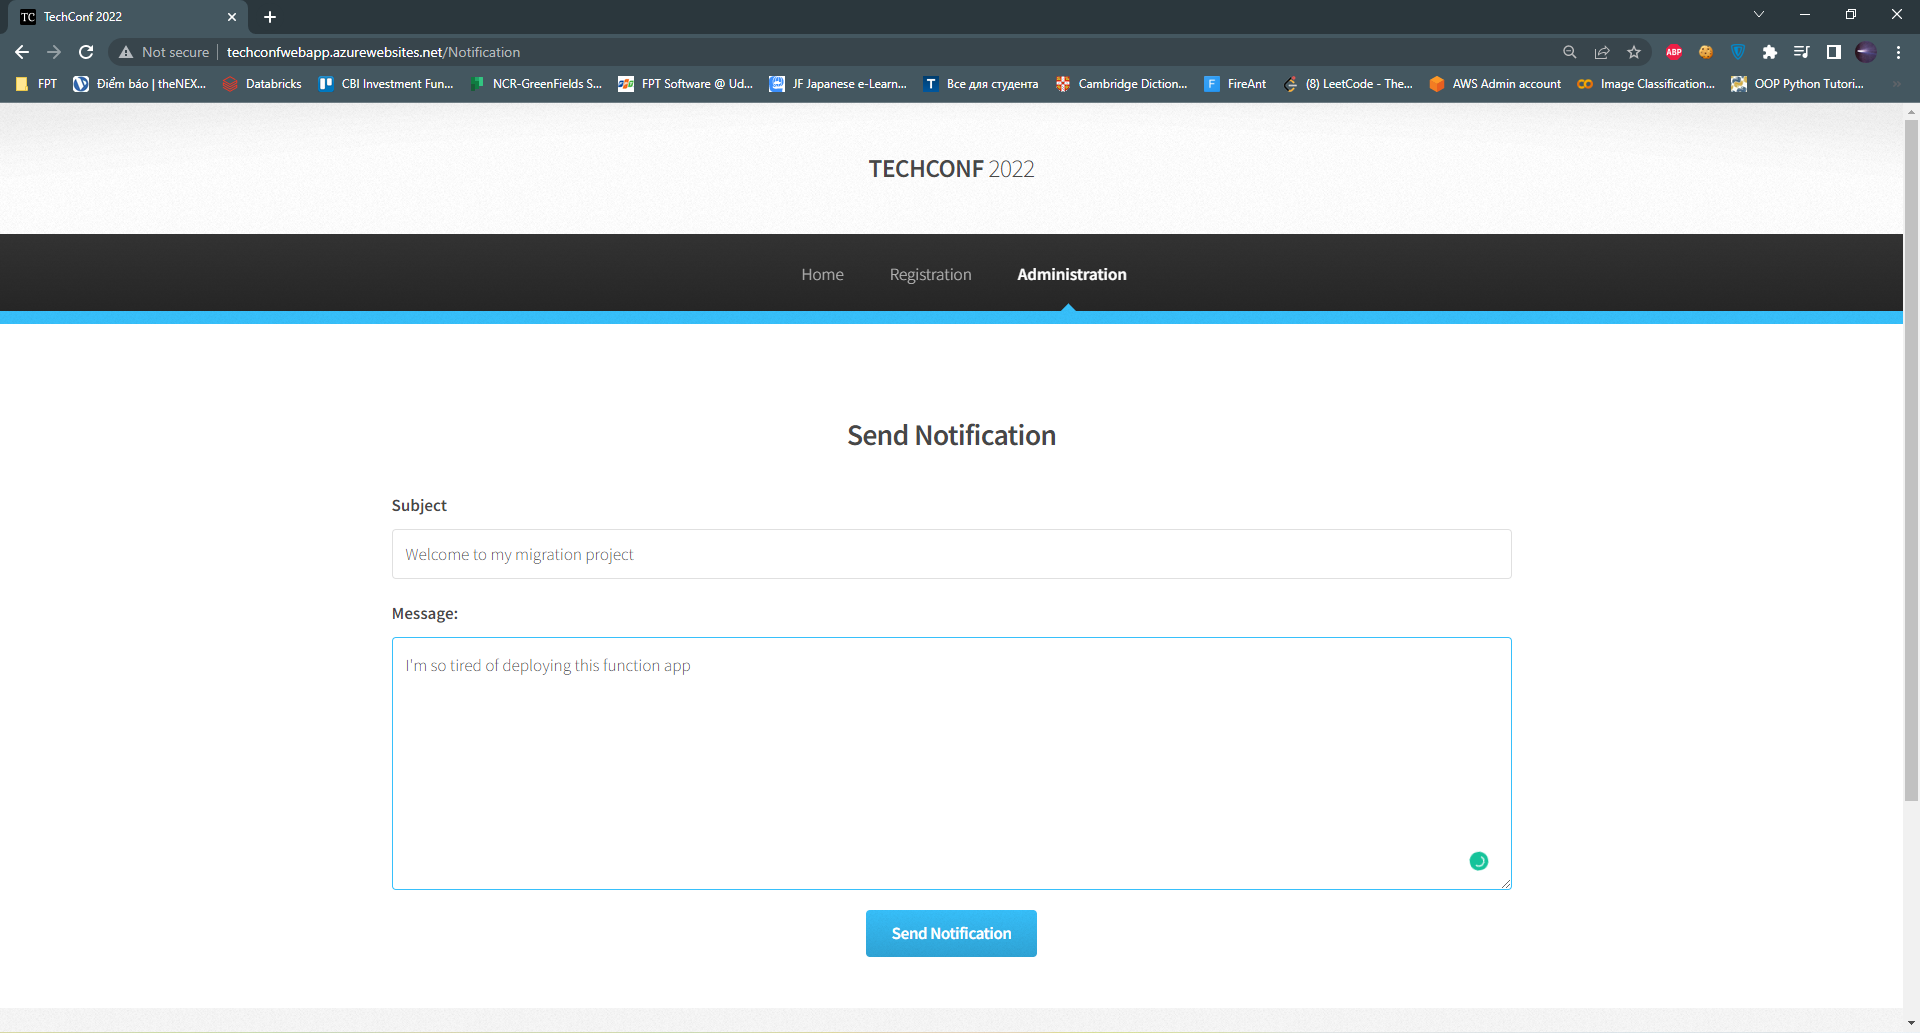 TC TechConf 2022
Not secure techconfwebapp.azurewebsites.net/Notification ABP
FPT Điểm báo | theNEX... Databricks CBI Investment Fun... NCR-GreenFields S... FPT Software @ Ud... JF Japanese e-Learn... T Все для студента Cambridge Diction... F FireAnt (8) LeetCode - The... AWS Admin account Image Classification... OOP Python Tutori...
TECHCONF 2022
Home Registration Administration
Send Notification
Subject
Welcome to my migration project
Message:
I'm so tired of deploying this function app
Send Notification